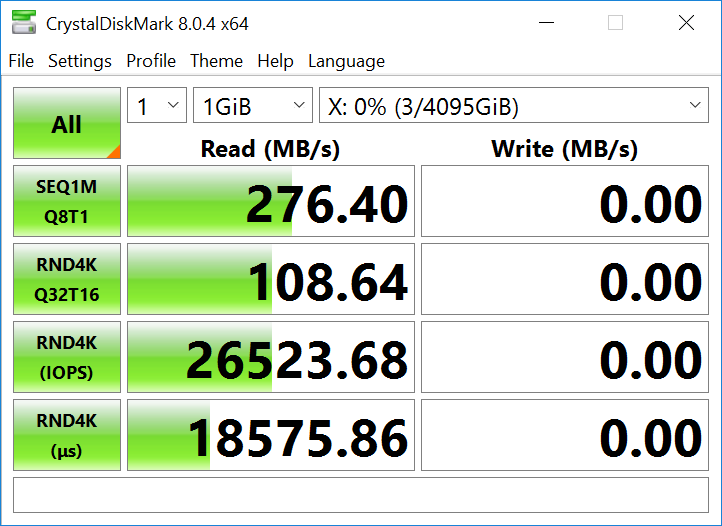 CrystalDiskMark 8.0.4 x64
File Settings Profile Theme Help Language
All 1 1GiB X: 0% (3/4095GiB)
Read (MB/s) Write (MB/s)
SEQ1M
Q8T1 276.40 0.00
RND4K
Q32T16 108.64 0.00
RND4K
(IOPS) 26523.68 0.00
RND4K
(μs) 18575.86 0.00